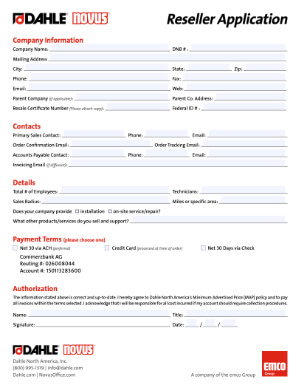 DAHLE NOVUS Reseller Application
Company Information
Company Name: DNB #:
Mailing Address
City: State: Zip:
Phone: Fax:
Email: Web:
Parent Company (if applicable): Parent Co. Address:
Resale Certificate Number (Please attach copy): Federal ID #:
Contacts
Primary Sales Contact: Phone: Email:
Order Confirmation Email: Order Tracking Email:
Accounts Payable Contact: Phone: Email:
Invoicing Email (if different):
Details
Total # of Employees: Technicians:
Sales Radius: Miles or specific area:
Does your company provide installation on-site service/repair?
What other products/services do you sell and support?
Payment Terms (please choose one)
Net 30 via ACH (preferred) Credit Card (processed at time of order) Net 30 Days via Check
Commerzbank AG
Routing #: 026008044
Account #: 150113283600
Authorization
The information stated above is correct and up-to-date. I hereby agree to Dahle North America's Minimum Advertised Price (MAP) policy and to pay
all invoices within the terms selected. I acknowledge that I will be responsible for all cost incurred if my account should require collection procedures.
Name: Title:
Signature: Date: / /
DAHLE NOVUS
Dahle North America, Inc.
(800) 995-1379 | info@dahle.com
Dahle.com | NovusOffice.com
emco
Group
A company of the emco Group